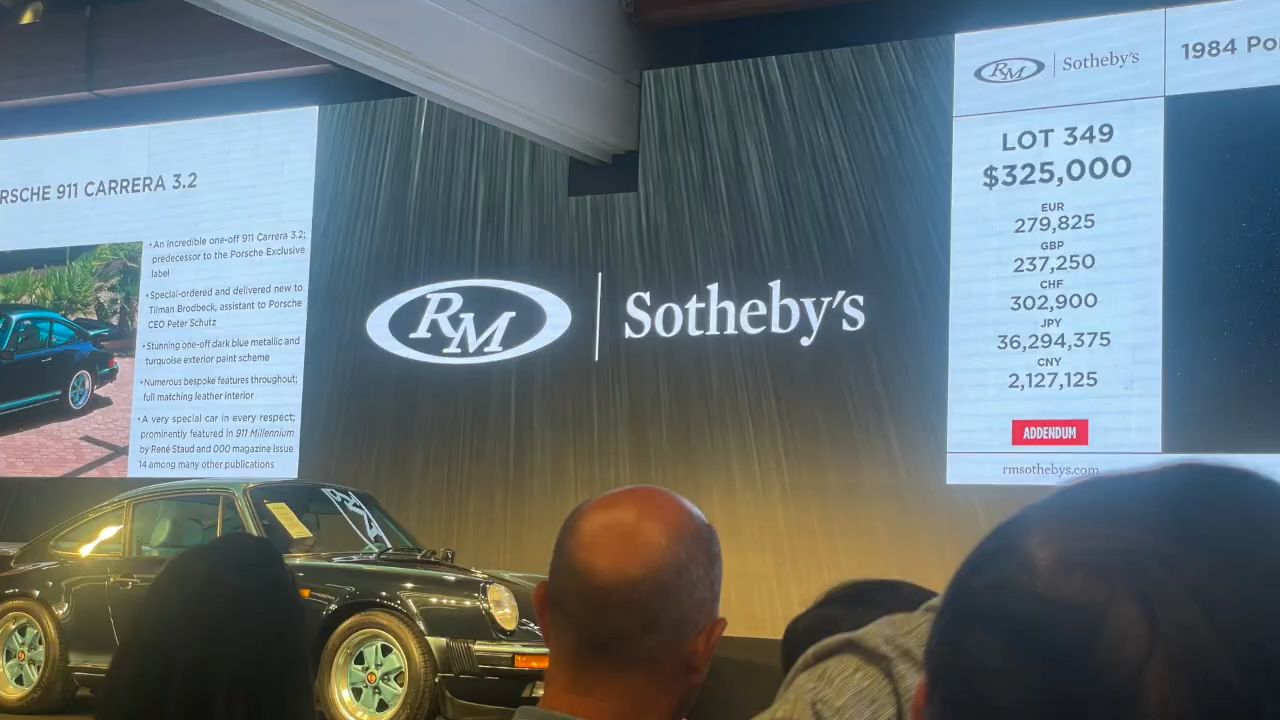 RSCHE 911 CARRERA 3.2
• An incredible one-off 911 Carrera 3.2;
predecessor to the Porsche Exclusive
label
• Special-ordered and delivered new to
Tilman Brodbeck, assistant to Porsche
CEO Peter Schutz
• Stunning one-off dark blue metallic and
turquoise exterior paint scheme
• Numerous bespoke features throughout;
full matching leather interior
• A very special car in every respect;
prominently featured in 911 Millennium
by René Staud and 000 magazine issue
14 among many other publications
RM | Sotheby's
RM | Sotheby's
1984 Po
LOT 349
$325,000
EUR
279,825
GBP
237,250
CHF
302,900
JPY
36,294,375
CNY
2,127,125
ADDENDUM
rmsothebys.com